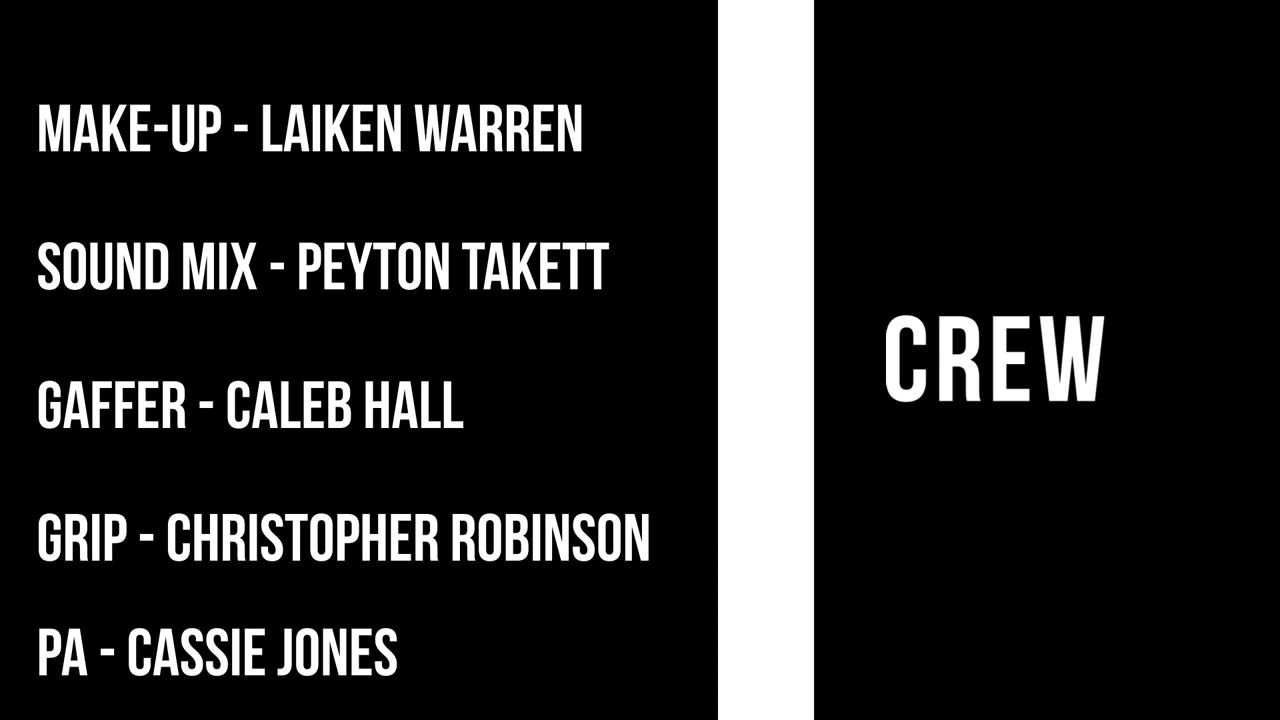 MAKE-UP - LAIKEN WARREN
SOUND MIX - PEYTON TAKETT
GAFFER - CALEB HALL
GRIP - CHRISTOPHER ROBINSON
PA - CASSIE JONES
CREW